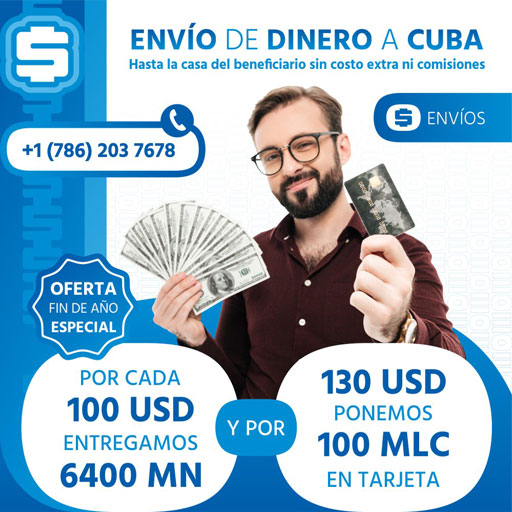 ENVÍO DE DINERO A CUBA
Hasta la casa del beneficiario sin costo extra ni comisiones
$ ENVÍOS
+1 (786) 203 7678
OFERTA
FIN DE AÑO
ESPECIAL
POR CADA
100 USD
ENTREGAMOS
6400 MN
Y POR
130 USD
PONEMOS
100 MLC
EN TARJETA